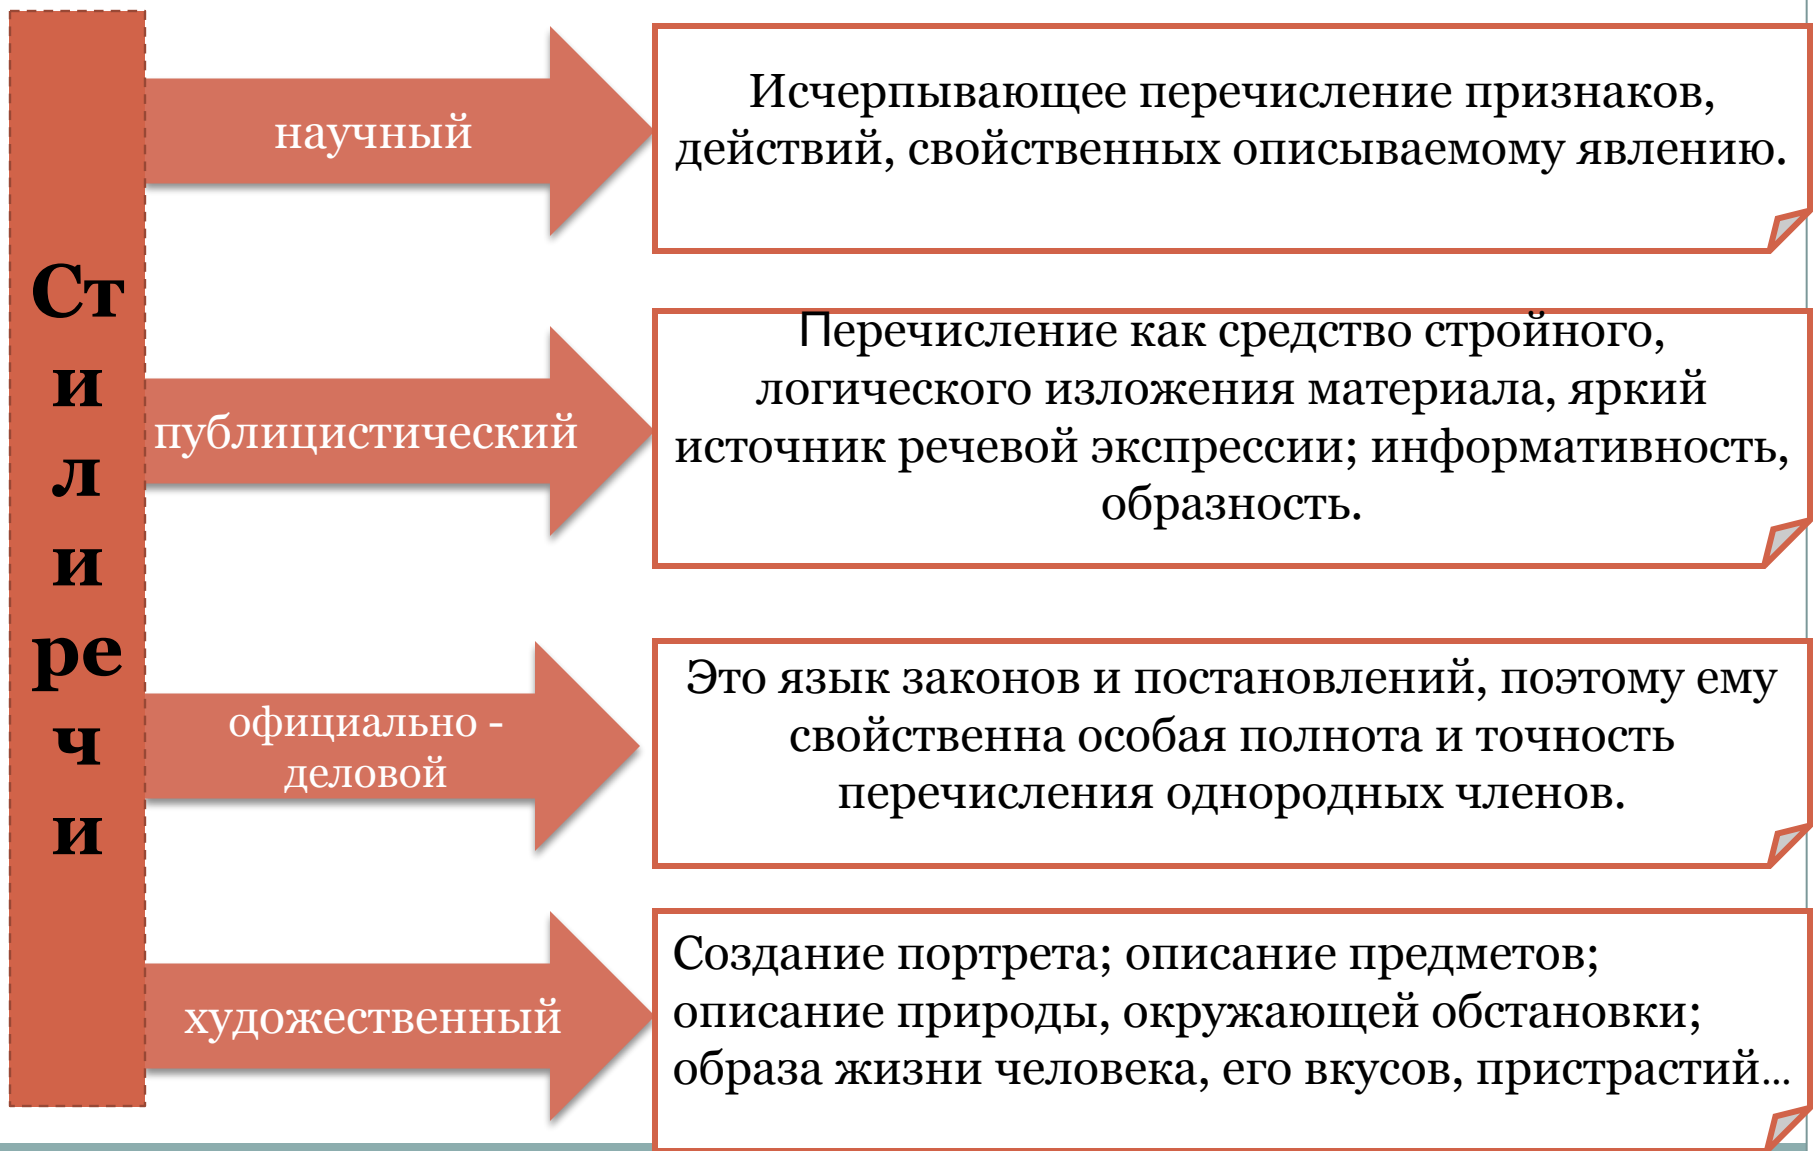 Ст
и
л
и
ре
ч
и
научный
Исчерпывающее перечисление признаков,
действий, свойственных описываемому явлению.
публицистический
Перечисление как средство стройного,
логического изложения материала, яркий
источник речевой экспрессии; информативность,
образность.
официально -
деловой
Это язык законов и постановлений, поэтому ему
свойственна особая полнота и точность
перечисления однородных членов.
художественный
Создание портрета; описание предметов;
описание природы, окружающей обстановки;
образа жизни человека, его вкусов, пристрастий...